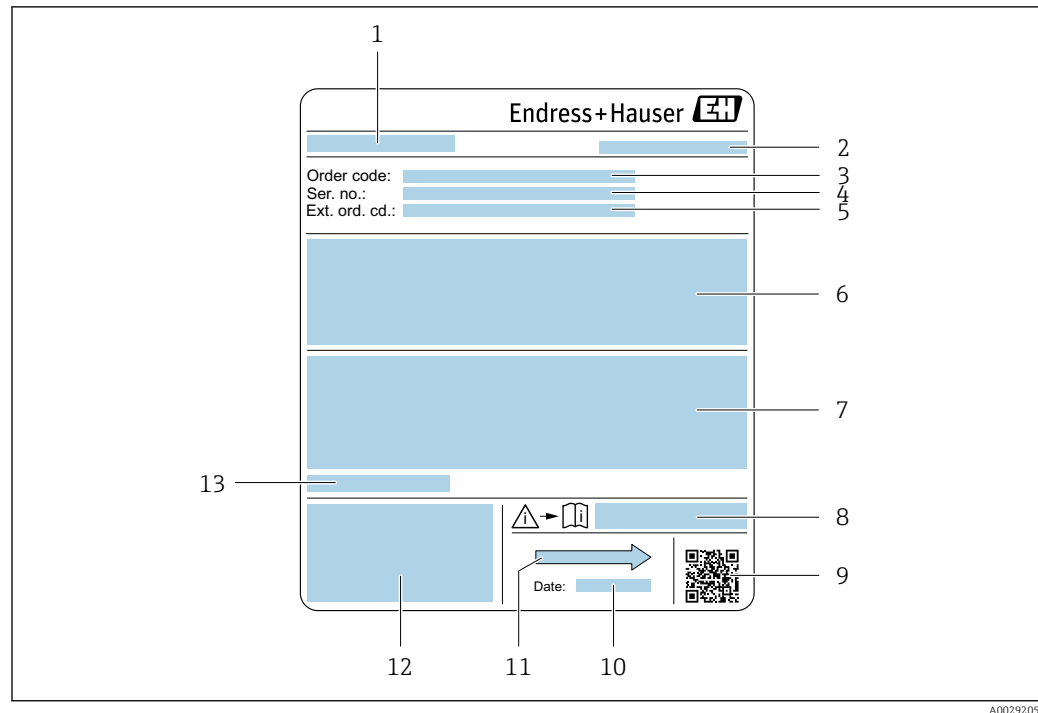 1
Endress+Hauser EH
2
Order code:
3
Ser. no.:
4
Ext. ord. cd.:
5
6
7
13
8
i
i
9
11
Date:
12
10
A0029205